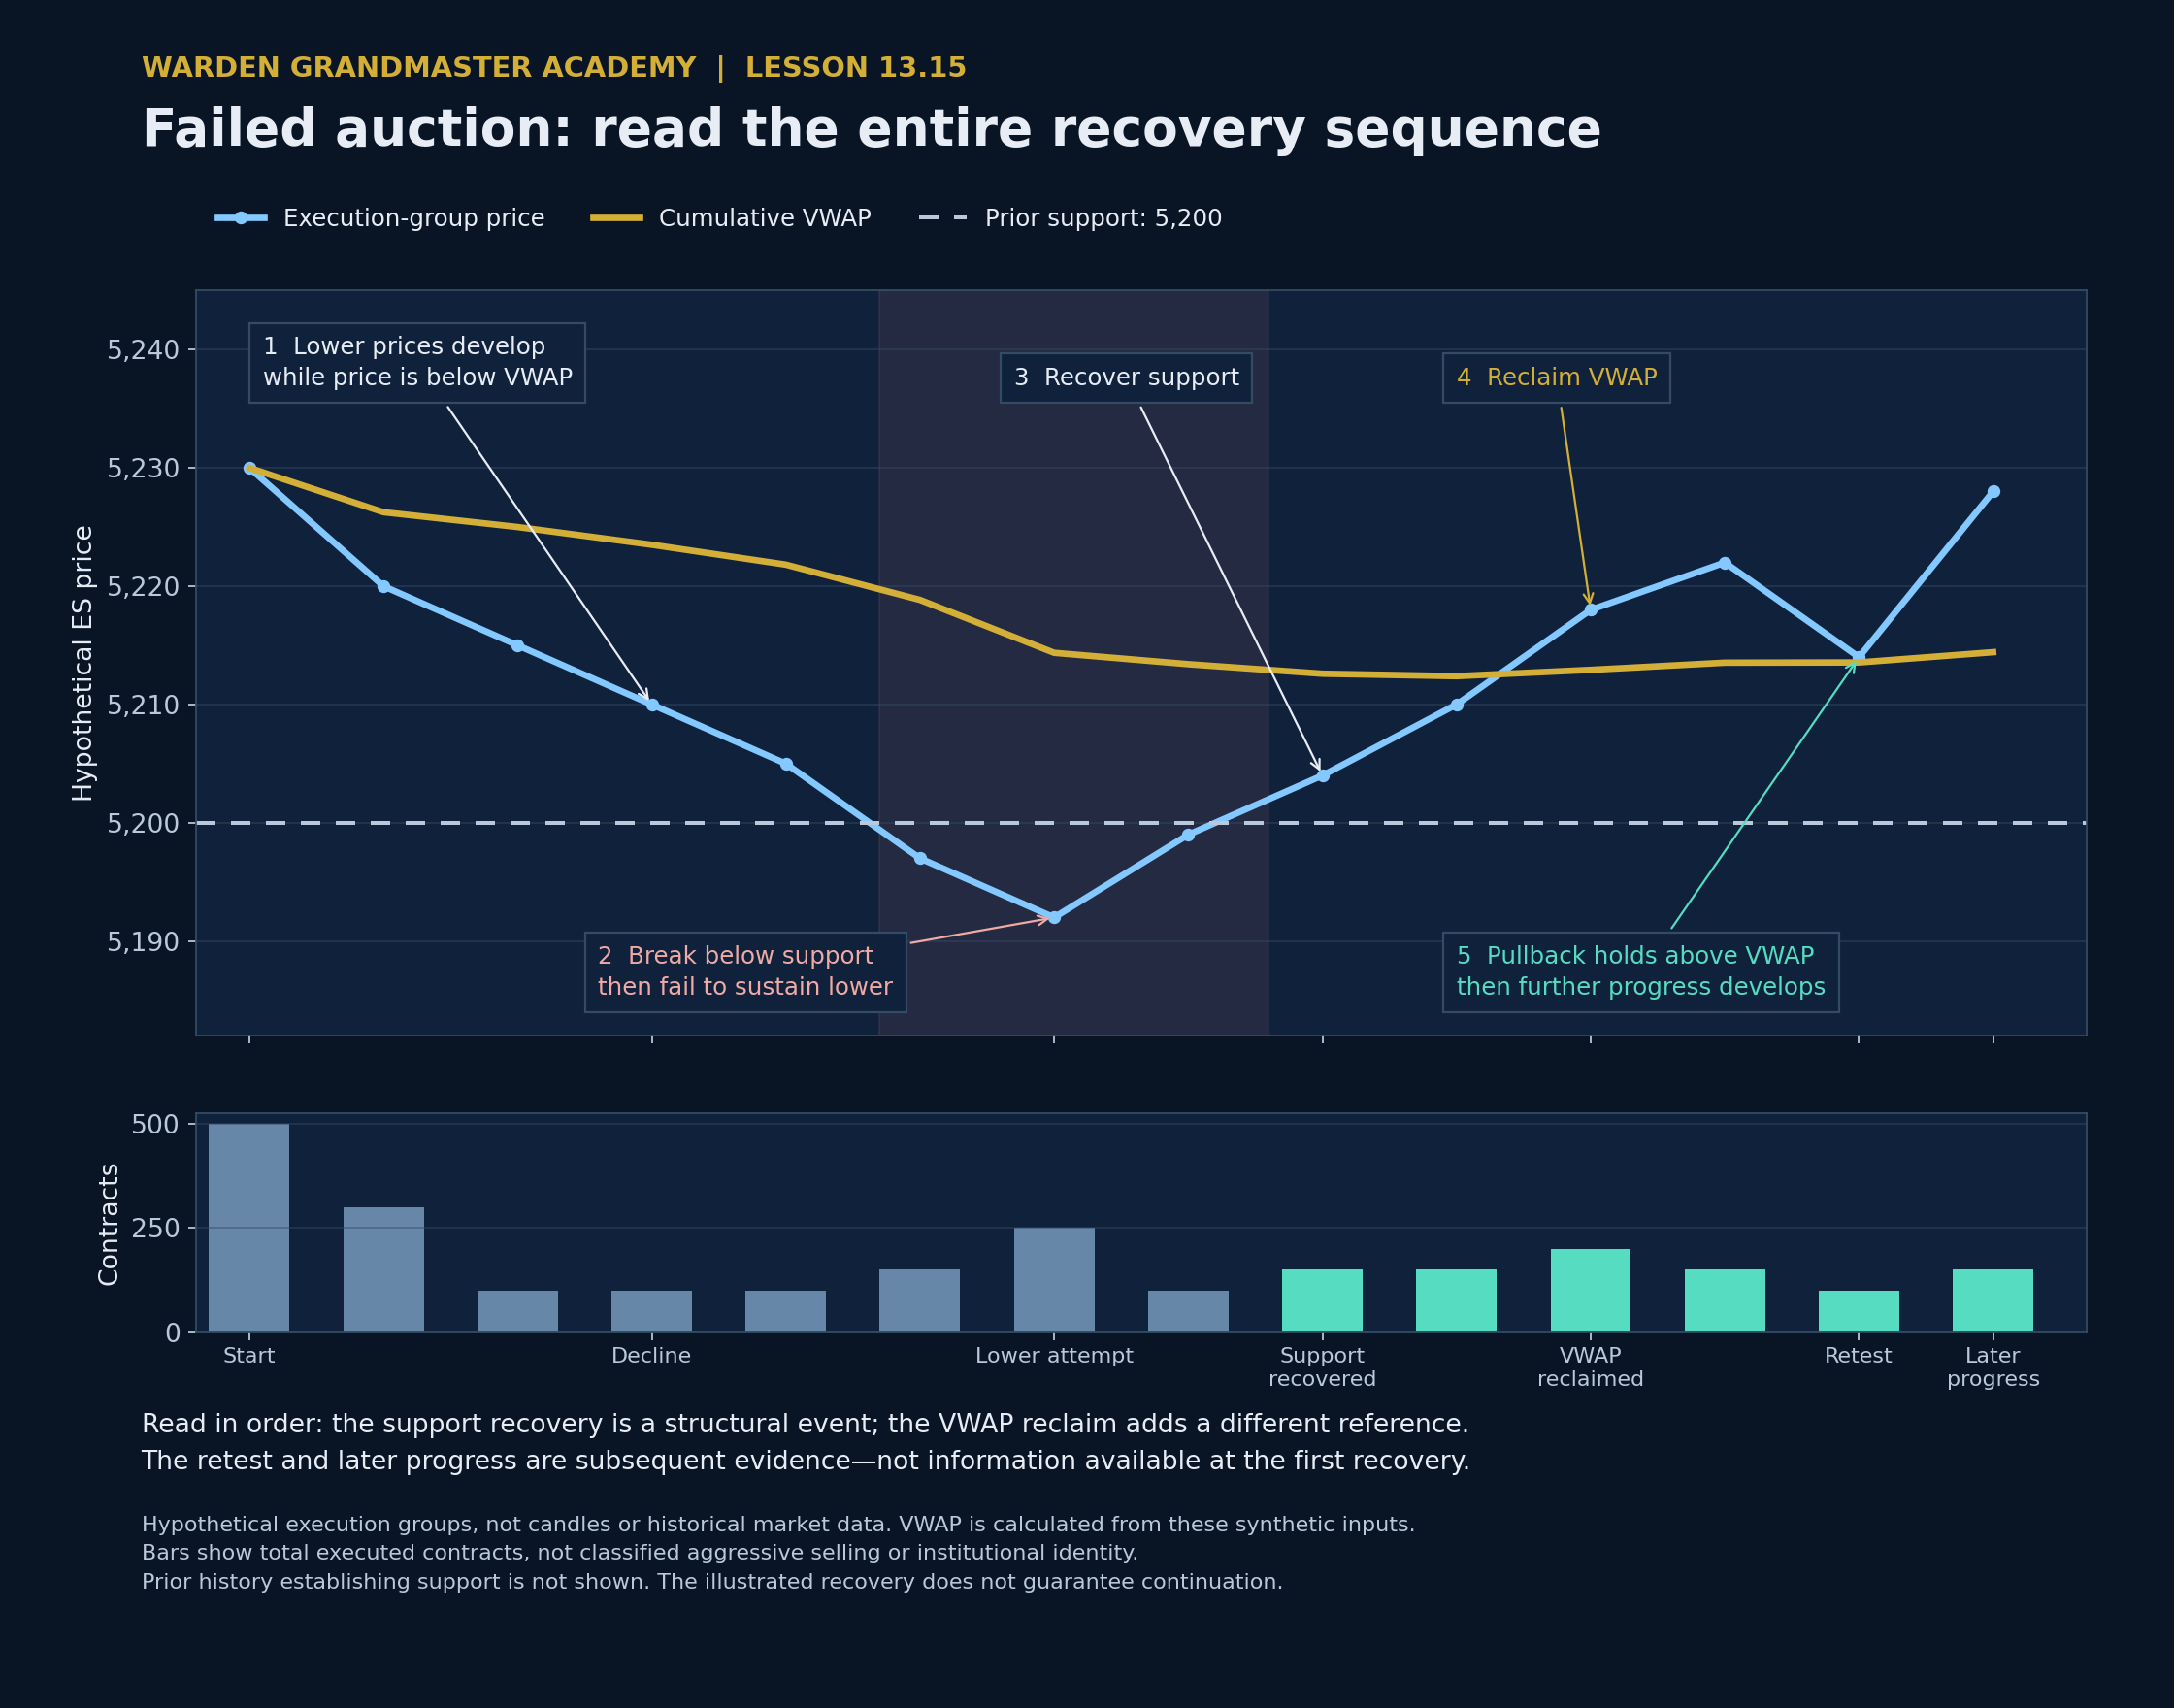 WARDEN GRANDMASTER ACADEMY | LESSON 13.15
Failed auction: read the entire recovery sequence
Execution-group price
Cumulative VWAP
Prior support: 5,200
Hypothetical ES price
5,240
5,230
5,220
5,210
5,200
5,190
1 Lower prices develop
while price is below VWAP
3 Recover support
4 Reclaim VWAP
2 Break below support
then fail to sustain lower
5 Pullback holds above VWAP
then further progress develops
Contracts
500
250
0
Start
Decline
Lower attempt
Support
recovered
VWAP
reclaimed
Retest
Later
progress
Read in order: the support recovery is a structural event; the VWAP reclaim adds a different reference.
The retest and later progress are subsequent evidence—not information available at the first recovery.
Hypothetical execution groups, not candles or historical market data. VWAP is calculated from these synthetic inputs.
Bars show total executed contracts, not classified aggressive selling or institutional identity.
Prior history establishing support is not shown. The illustrated recovery does not guarantee continuation.